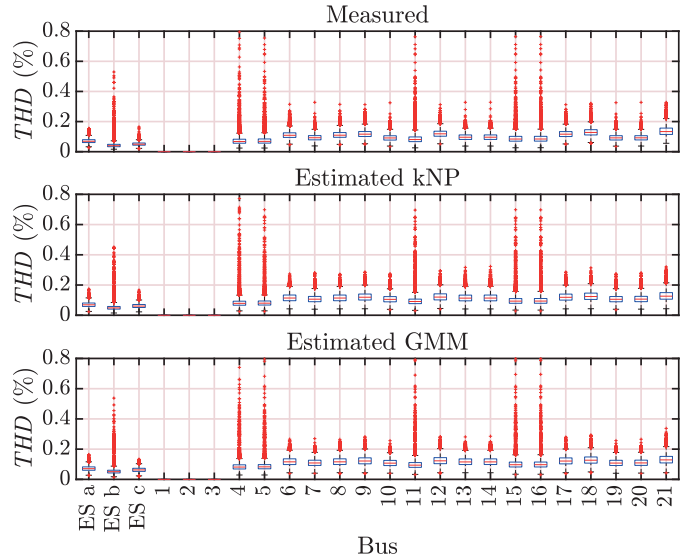 Measured
THD (%)
0.8
0.6
0.4
0.2
0
Estimated kNP
THD (%)
0.8
0.6
0.4
0.2
0
Estimated GMM
THD (%)
0.8
0.6
0.4
0.2
0
ES a ES b ES c 1 2 3 4 5 6 7 8 9 10 11 12 13 14 15 16 17 18 19 20 21
Bus